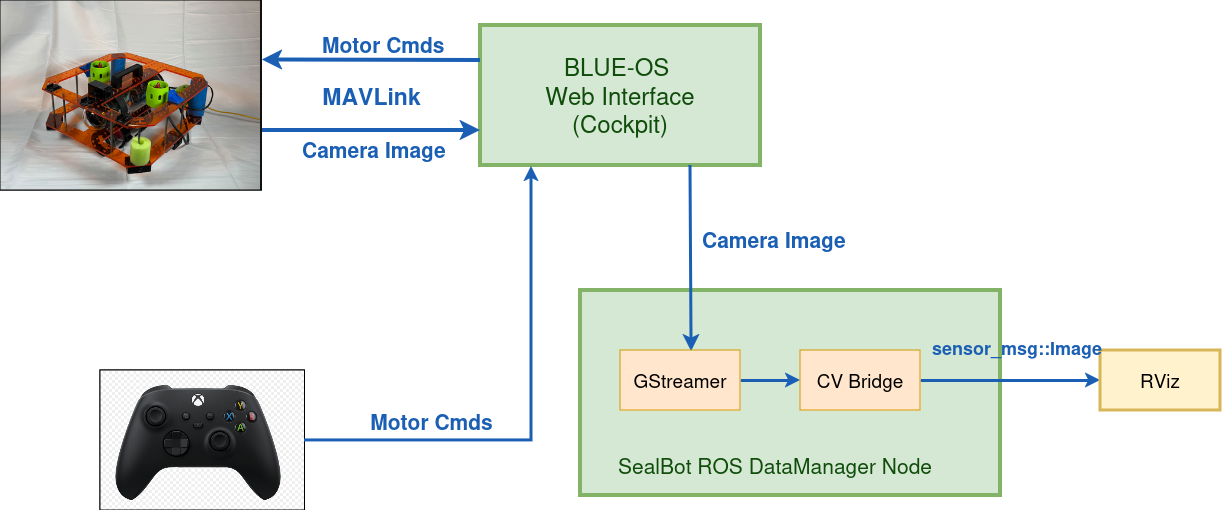 Motor Cmds
MAVLink
Camera Image
BLUE-OS
Web Interface
(Cockpit)
Camera Image
sensor_msg::Image
GStreamer
CV Bridge
RViz
SealBot ROS DataManager Node
Motor Cmds
Y
X
B
A